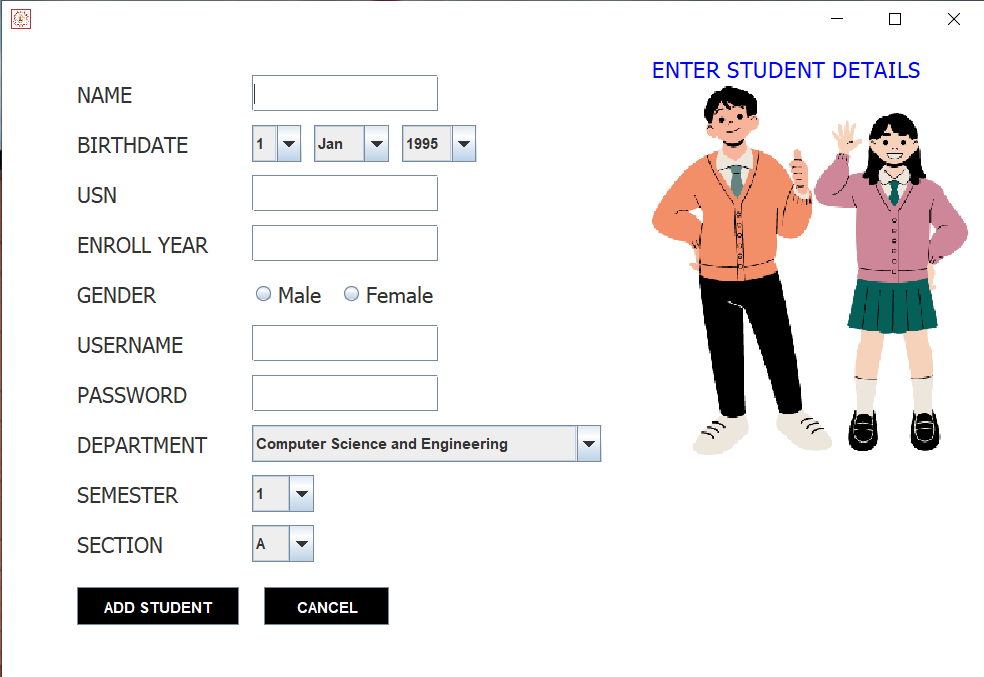 ENTER STUDENT DETAILS
NAME
BIRTHDATE 1 Jan 1995
USN
ENROLL YEAR
GENDER Male Female
USERNAME
PASSWORD
DEPARTMENT Computer Science and Engineering
SEMESTER 1
SECTION A
ADD STUDENT CANCEL